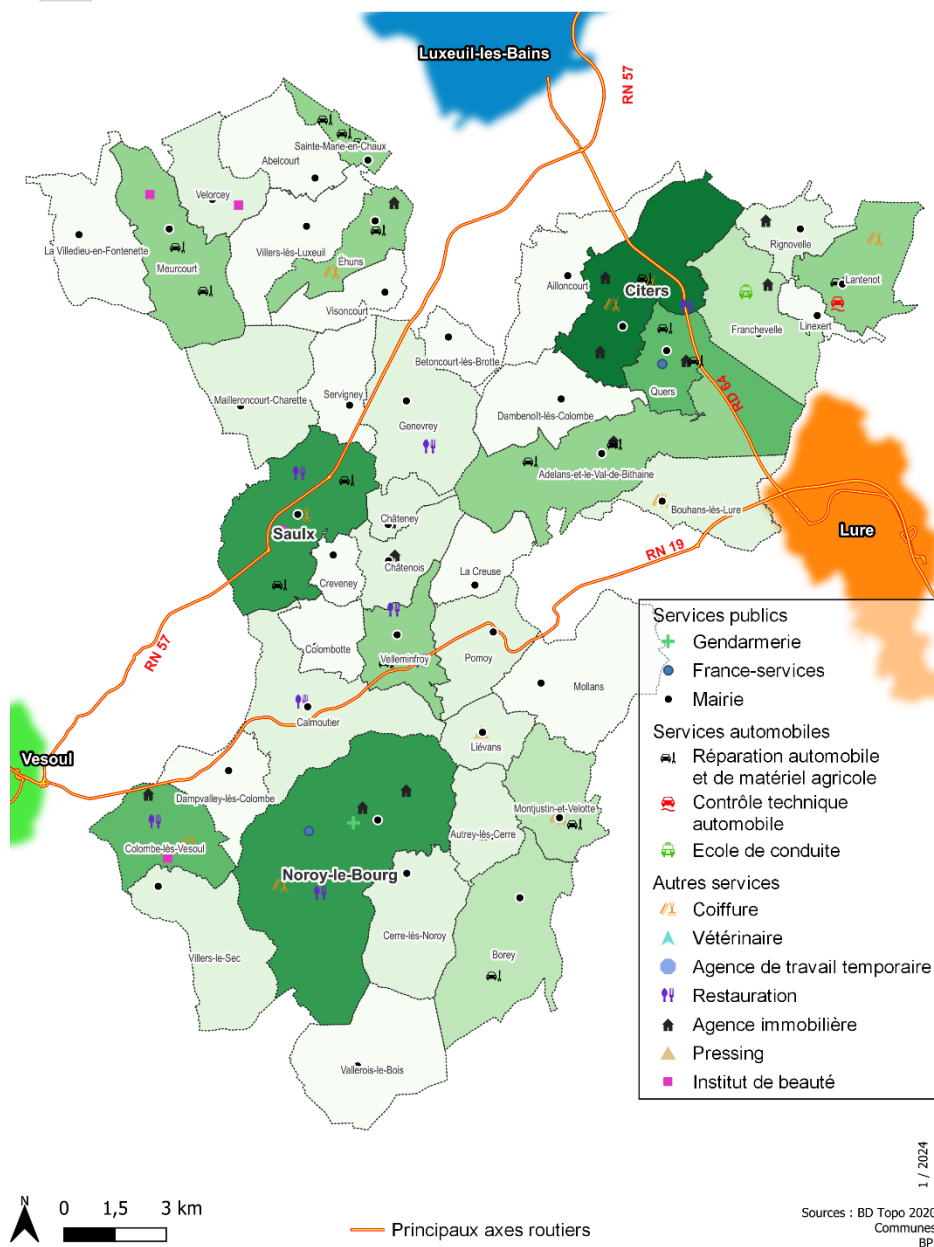 Luxeuil-les-Bains
RN 57
Sainte-Marie-en-Chaux
Abelcourt
Velorcey
La Villedieu-en-Fontenette
Villers-lès-Luxeuil
Éhuns
Meurcourt
Visoncourt
Rignovelle
Ailloncourt
Citers
Lantenot
Franchevelle
Linexert
Betoncourt-lès-Brotte
Quers
RD 64
Mailleroncourt-Charette
Servigney
Genevrey
Dambenoît-lès-Colombe
Adelans-et-le-Val-de-Bithaine
Bouhans-lès-Lure
Saulx
Châteney
Lure
RN 19
Châtenois
La Creuse
Creveney
Colombotte
Velleminfroy
Pomoy
RN 57
Mollans
Calmoutier
Liévans
Vesoul
Dampvalley-lès-Colombe
Montjustin-et-Velotte
Autrey-lès-Cerre
Colombe-lès-Vesoul
Noroy-le-Bourg
Cerre-lès-Noroy
Villers-le-Sec
Borey
Vallerois-le-Bois
Services publics
Gendarmerie
France-services
Mairie
Services automobiles
Réparation automobile
et de matériel agricole
Contrôle technique
automobile
Ecole de conduite
Autres services
Coiffure
Vétérinaire
Agence de travail temporaire
Restauration
Agence immobilière
Pressing
Institut de beauté
1 / 2024
N
0 1,5 3 km
Principaux axes routiers
Sources : BD Topo 2020
Communes
BP